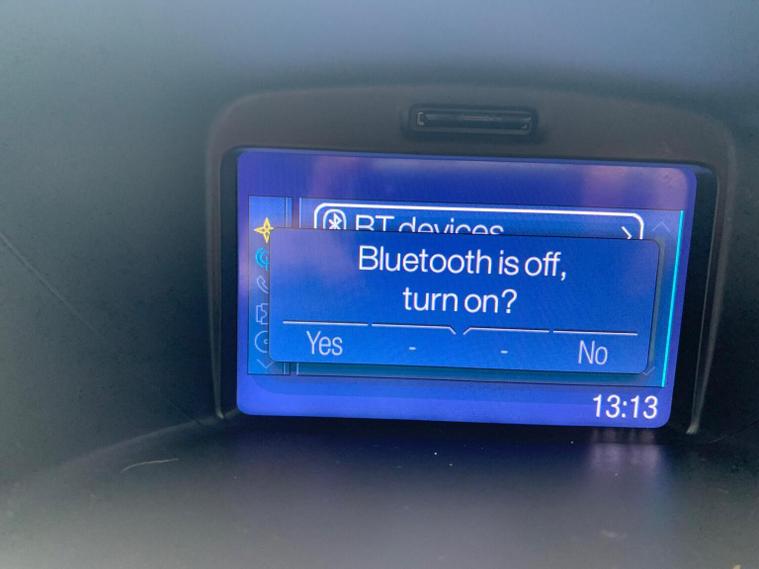 BT devices
Bluetooth is off,
turn on?
Yes - - No
13:13